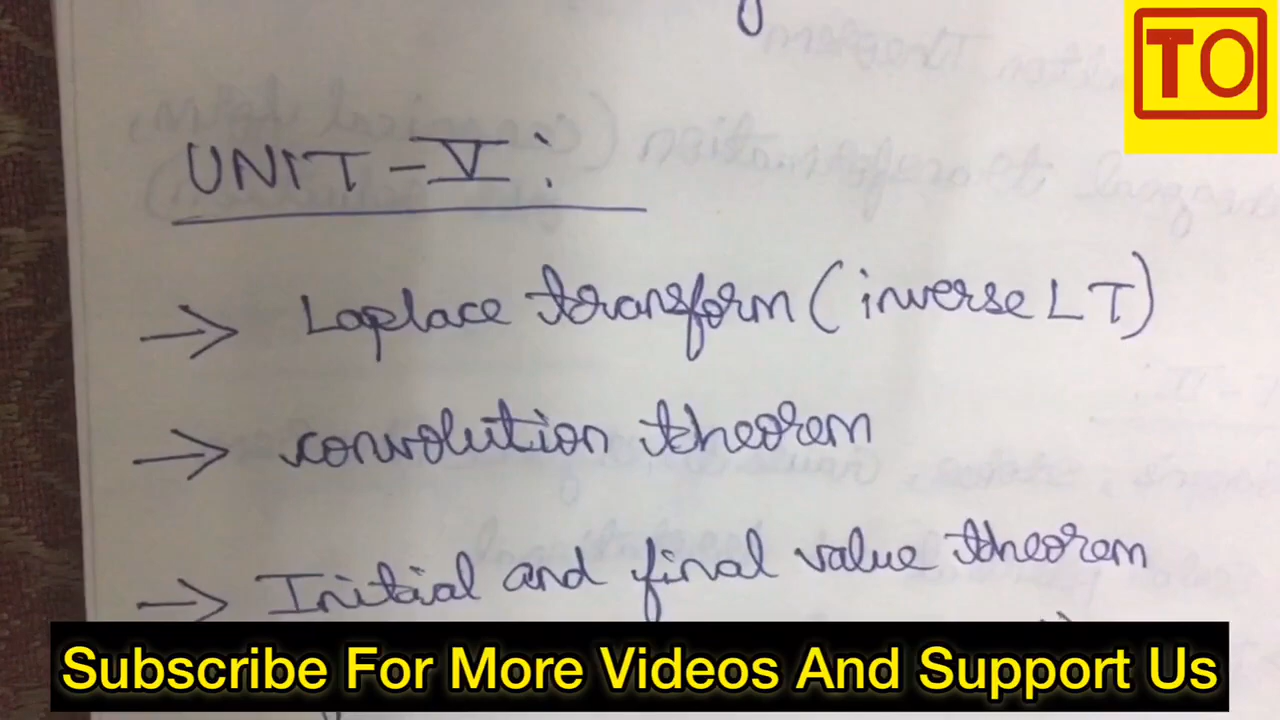 TO
UNIT-V:
→ Laplace transform (inverse LT)
→ convolution theorem
→ Initial and final value theorem
Subscribe For More Videos And Support Us